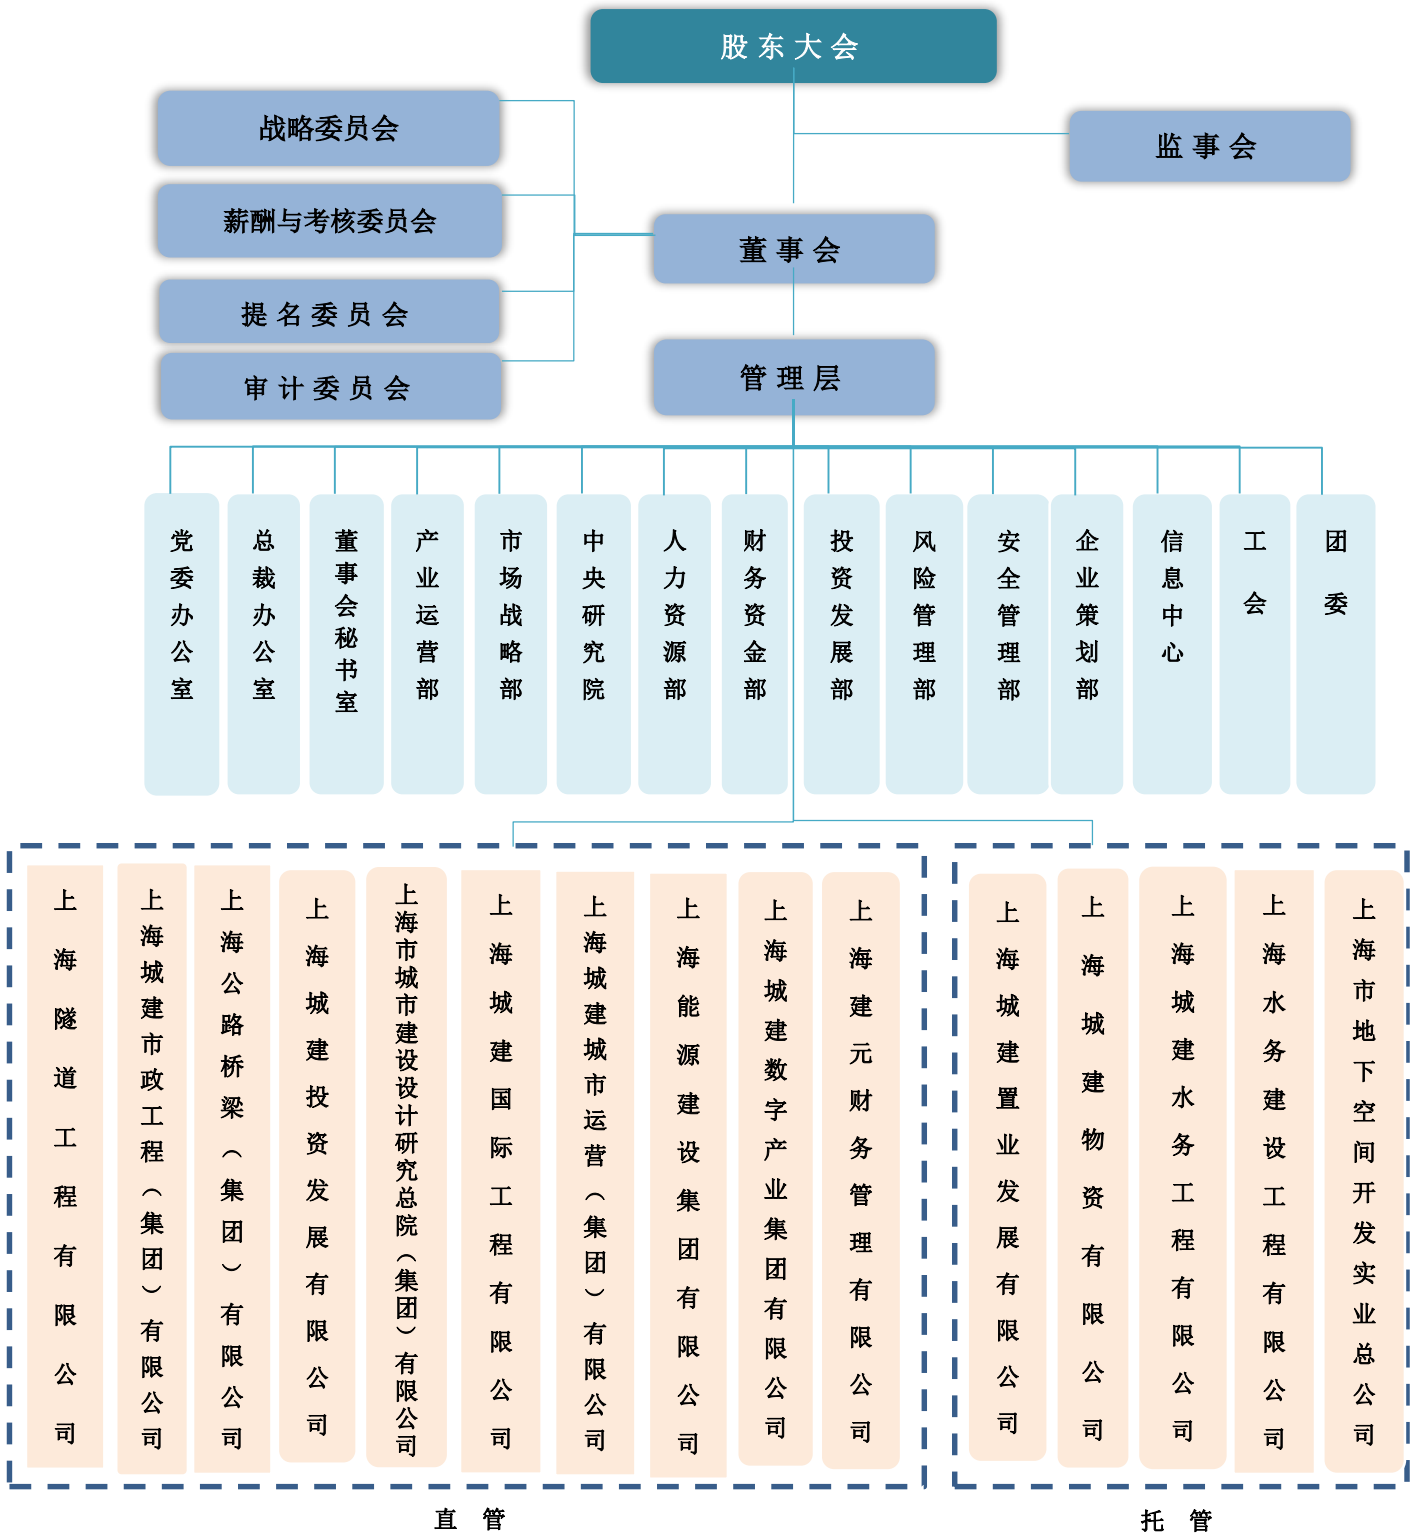 股东大会
战略委员会
监事会
薪酬与考核委员会
董事会
提名委员会
管理层
审计委员会
党委办公室
总裁办公室
董事会秘书室
产业运营部
市场战略部
中央研究院
人力资源部
财务资金部
投资发展部
风险管理部
安全管理部
企业策划部
信息中心
工会
团委
上海隧道工程有限公司
上海城建市政工程（集团）有限公司
上海公路桥梁（集团）有限公司
上海城建投资发展有限公司
上海市城市建设设计研究总院（集团）有限公司
上海城建国际工程有限公司
上海城建城市运营（集团）有限公司
上海能源建设集团有限公司
上海城建数字产业集团有限公司
上海建元财务管理有限公司
上海城建置业发展有限公司
上海城建物资有限公司
上海城建水务工程有限公司
上海水务建设工程有限公司
上海市地下空间开发实业总公司
直 管
托 管